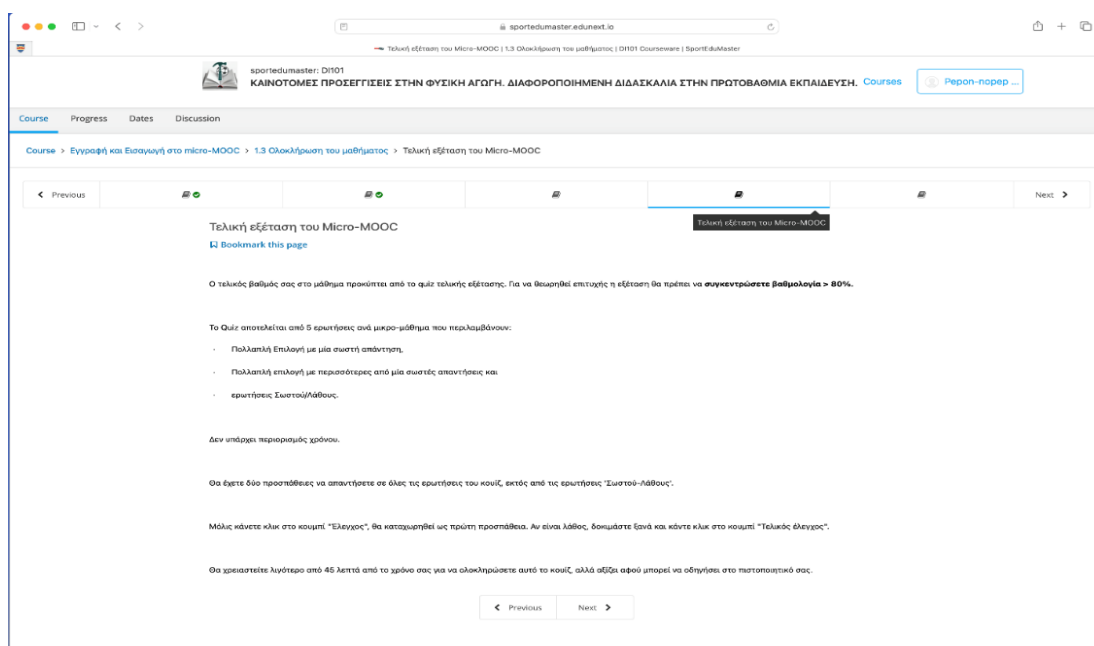 sportedumaster.edunext.io
Τελική εξέταση του Micro-MOOC | 1.3 Ολοκλήρωση του μαθήματος | DI101 Courseware | SportEduMaster
sportedumaster: DI101
ΚΑΙΝΟΤΟΜΕΣ ΠΡΟΣΕΓΓΙΣΕΙΣ ΣΤΗΝ ΦΥΣΙΚΗ ΑΓΩΓΗ. ΔΙΑΦΟΡΟΠΟΙΗΜΕΝΗ ΔΙΔΑΣΚΑΛΙΑ ΣΤΗΝ ΠΡΩΤΟΒΑΘΜΙΑ ΕΚΠΑΙΔΕΥΣΗ. Courses Pepon-nopep ...
Course Progress Dates Discussion
Course > Εγγραφή και Εισαγωγή στο micro-MOOC > 1.3 Ολοκλήρωση του μαθήματος > Τελική εξέταση του Micro-MOOC
Previous Next
Τελική εξέταση του Micro-MOOC
Τελική εξέταση του Micro-MOOC
Bookmark this page
Ο τελικός βαθμός σας στο μάθημα προκύπτει από το quiz τελικής εξέτασης. Για να θεωρηθεί επιτυχής η εξέταση θα πρέπει να συγκεντρώσετε βαθμολογία > 80%.
Το Quiz αποτελείται από 5 ερωτήσεις ανά μικρο-μάθημα που περιλαμβάνουν:
· Πολλαπλή Επιλογή με μία σωστή απάντηση,
· Πολλαπλή επιλογή με περισσότερες από μία σωστές απαντήσεις και
· ερωτήσεις Σωστού/Λάθους.
Δεν υπάρχει περιορισμός χρόνου.
Θα έχετε δύο προσπάθειες να απαντήσετε σε όλες τις ερωτήσεις του κουίζ, εκτός από τις ερωτήσεις 'Σωστού-Λάθους'.
Μόλις κάνετε κλικ στο κουμπί "Έλεγχος", θα καταχωρηθεί ως πρώτη προσπάθεια. Αν είναι λάθος, δοκιμάστε ξανά και κάντε κλικ στο κουμπί "Τελικός έλεγχος".
Θα χρειαστείτε λιγότερο από 45 λεπτά από το χρόνο σας για να ολοκληρώσετε αυτό το κουίζ, αλλά αξίζει αφού μπορεί να οδηγήσει στο πιστοποιητικό σας.
Previous Next